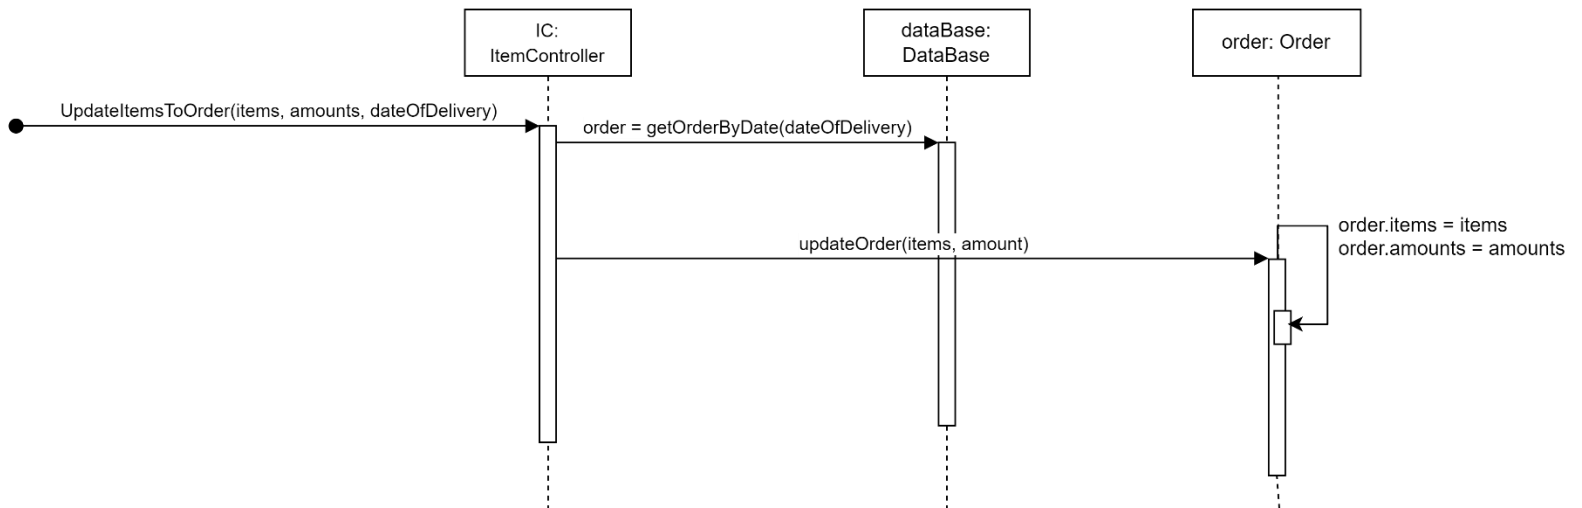 IC:
ItemController
dataBase:
DataBase
order: Order
UpdateItemsToOrder(items, amounts, dateOfDelivery)
order = getOrderByDate(dateOfDelivery)
order.items = items
order.amounts = amounts
updateOrder(items, amount)